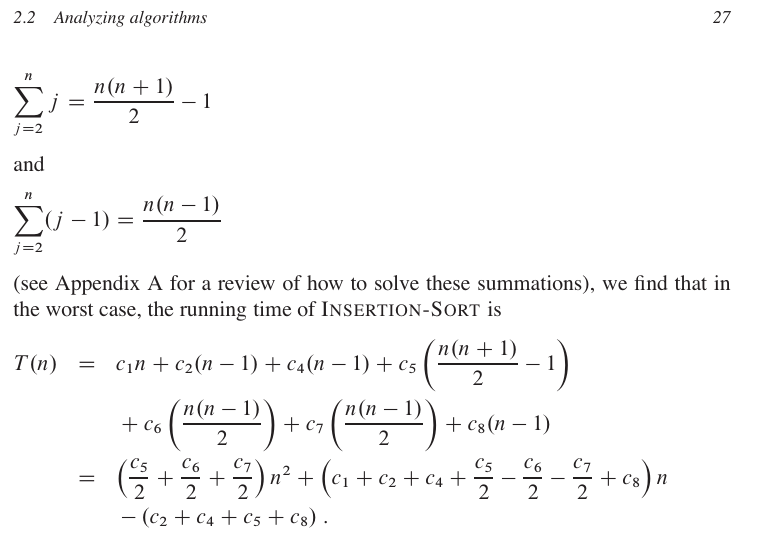 2.2 Analyzing algorithms 27
$\sum_{j=2}^{n} j = \frac{n(n+1)}{2} - 1$
and
$\sum_{j=2}^{n} (j-1) = \frac{n(n-1)}{2}$
(see Appendix A for a review of how to solve these summations), we find that in
the worst case, the running time of INSERTION-SORT is
$T(n) = c_1 n + c_2(n-1) + c_4(n-1) + c_5 \left( \frac{n(n+1)}{2} - 1 \right)$
$+ c_6 \left( \frac{n(n-1)}{2} \right) + c_7 \left( \frac{n(n-1)}{2} \right) + c_8(n-1)$
$= \left( \frac{c_5}{2} + \frac{c_6}{2} + \frac{c_7}{2} \right) n^2 + \left( c_1 + c_2 + c_4 + \frac{c_5}{2} - \frac{c_6}{2} - \frac{c_7}{2} + c_8 \right) n$
$- (c_2 + c_4 + c_5 + c_8) .$